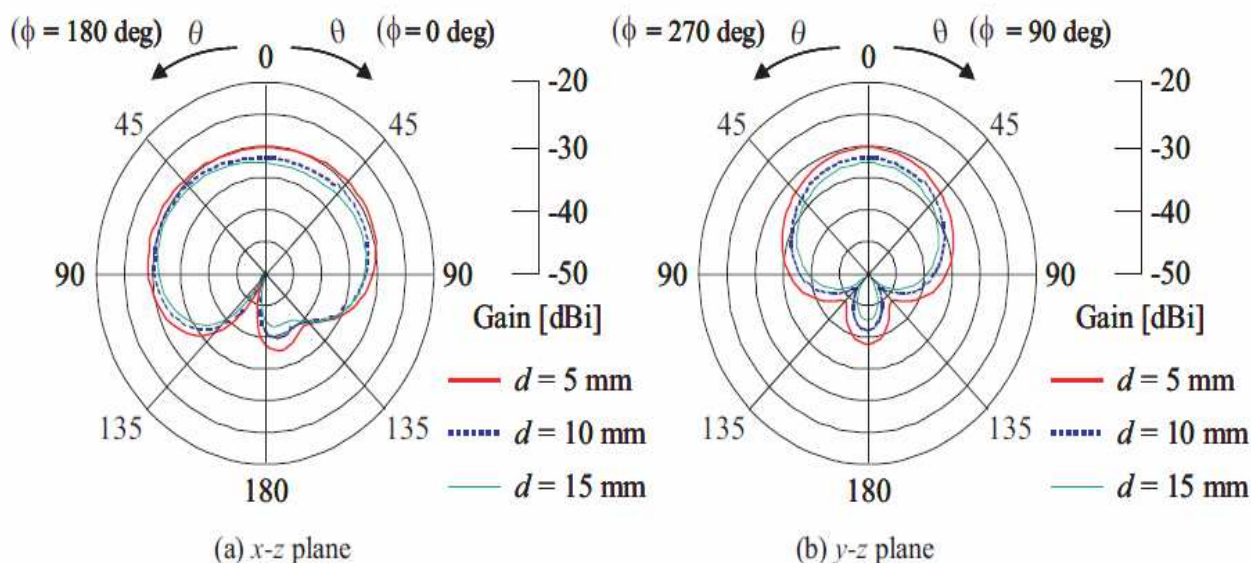 (ϕ = 180 deg) θ θ (ϕ = 0 deg)
0
45 45
90 90
135 135
180
-20
-30
-40
-50
Gain [dBi]
d = 5 mm
d = 10 mm
d = 15 mm
(a) x-z plane
(ϕ = 270 deg) θ θ (ϕ = 90 deg)
0
45 45
90 90
135 135
180
-20
-30
-40
-50
Gain [dBi]
d = 5 mm
d = 10 mm
d = 15 mm
(b) y-z plane